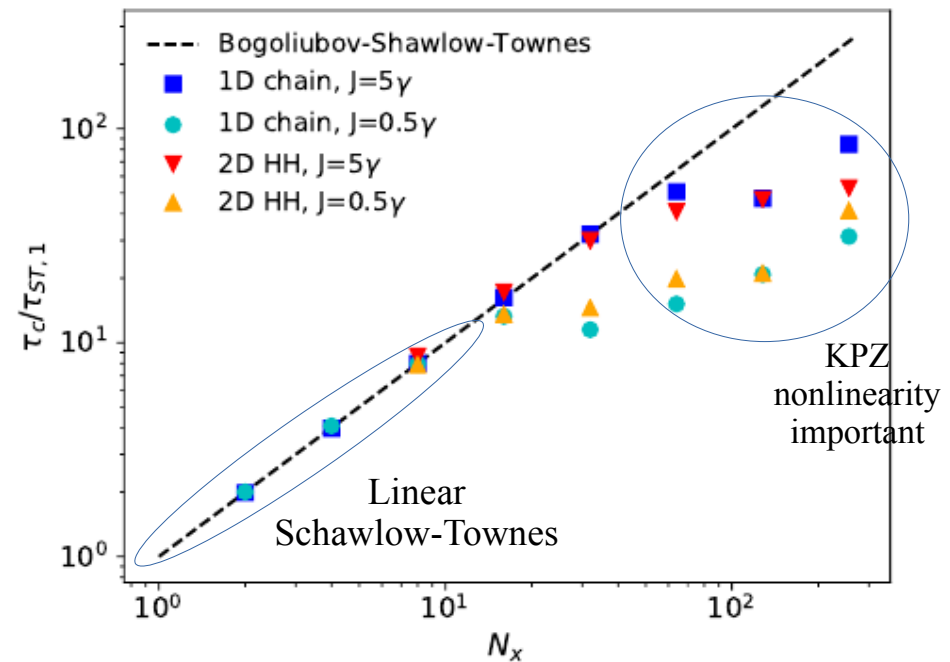 Bogoliubov-Shawlow-Townes
1D chain, J=5γ
1D chain, J=0.5γ
2D HH, J=5γ
2D HH, J=0.5γ
10²
10¹
10⁰
τc/τST,1
KPZ
nonlinearity
important
Linear
Schawlow-Townes
10⁰ 10¹ 10²
Nx